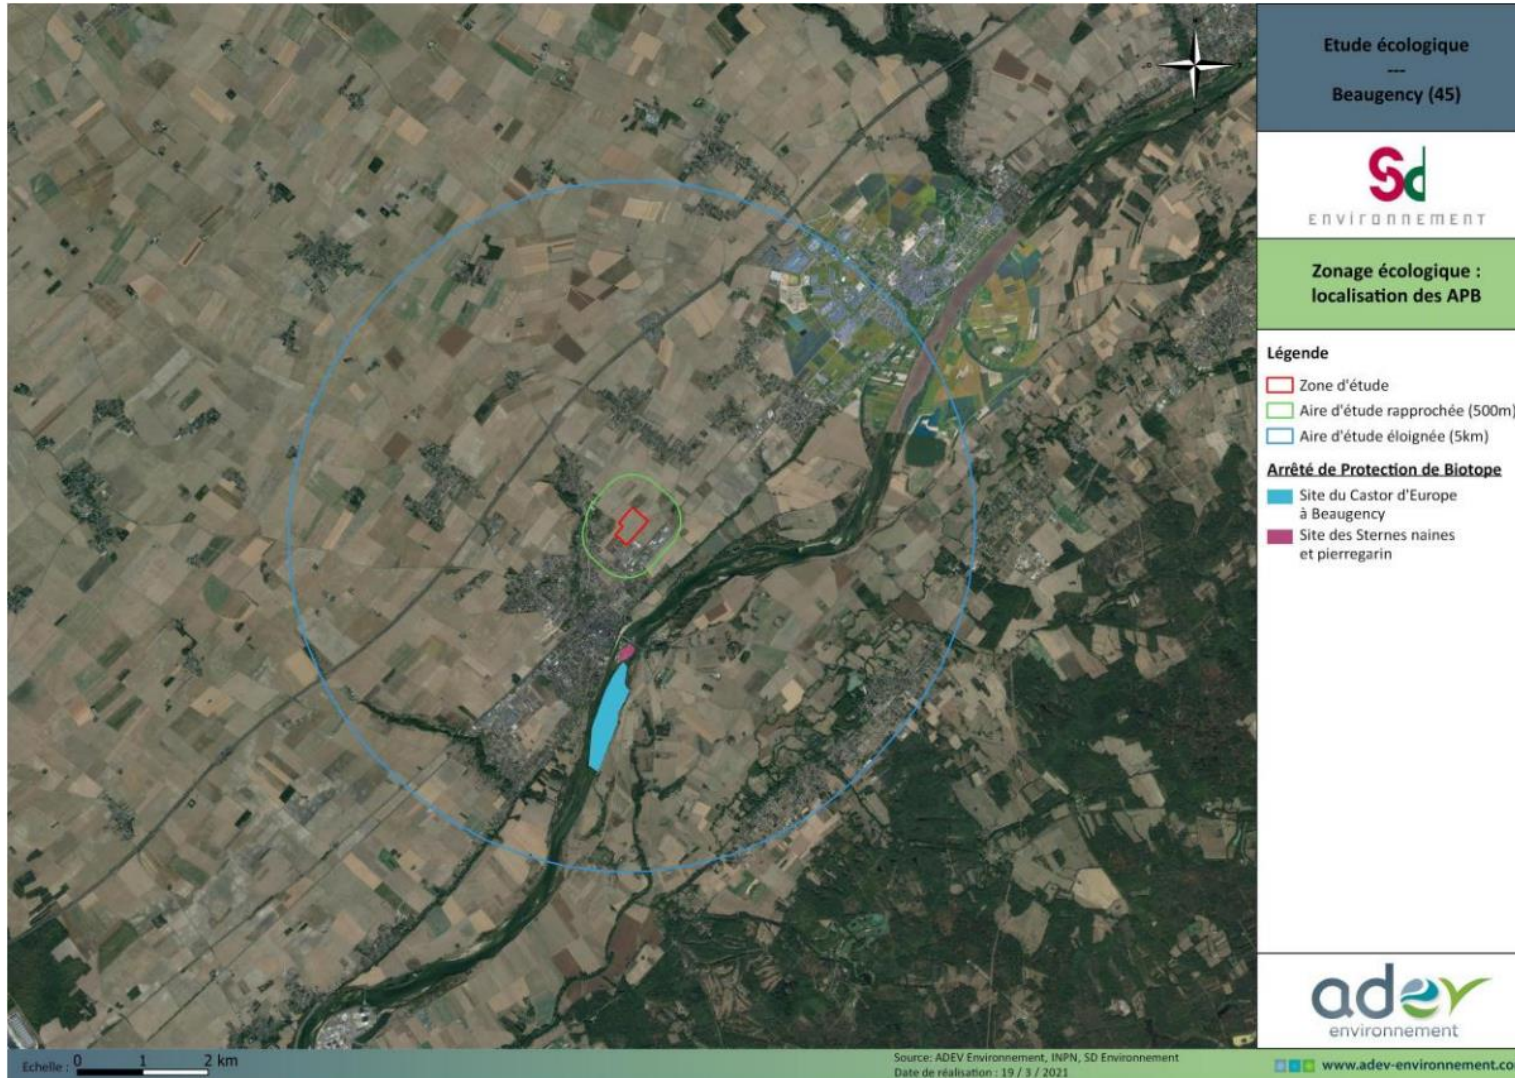 Etude écologique
---
Beaugency (45)
Sd
ENVIRONNEMENT
Zonage écologique :
localisation des APB
Légende
Zone d'étude
Aire d'étude rapprochée (500m)
Aire d'étude éloignée (5km)
Arrêté de Protection de Biotope
Site du Castor d'Europe
à Beaugency
Site des Sternes naines
et pierregarin
adev
environnement
Echelle : 0 1 2 km
Source: ADEV Environnement, INPN, SD Environnement
Date de réalisation : 19 / 3 / 2021
www.adev-environnement.co